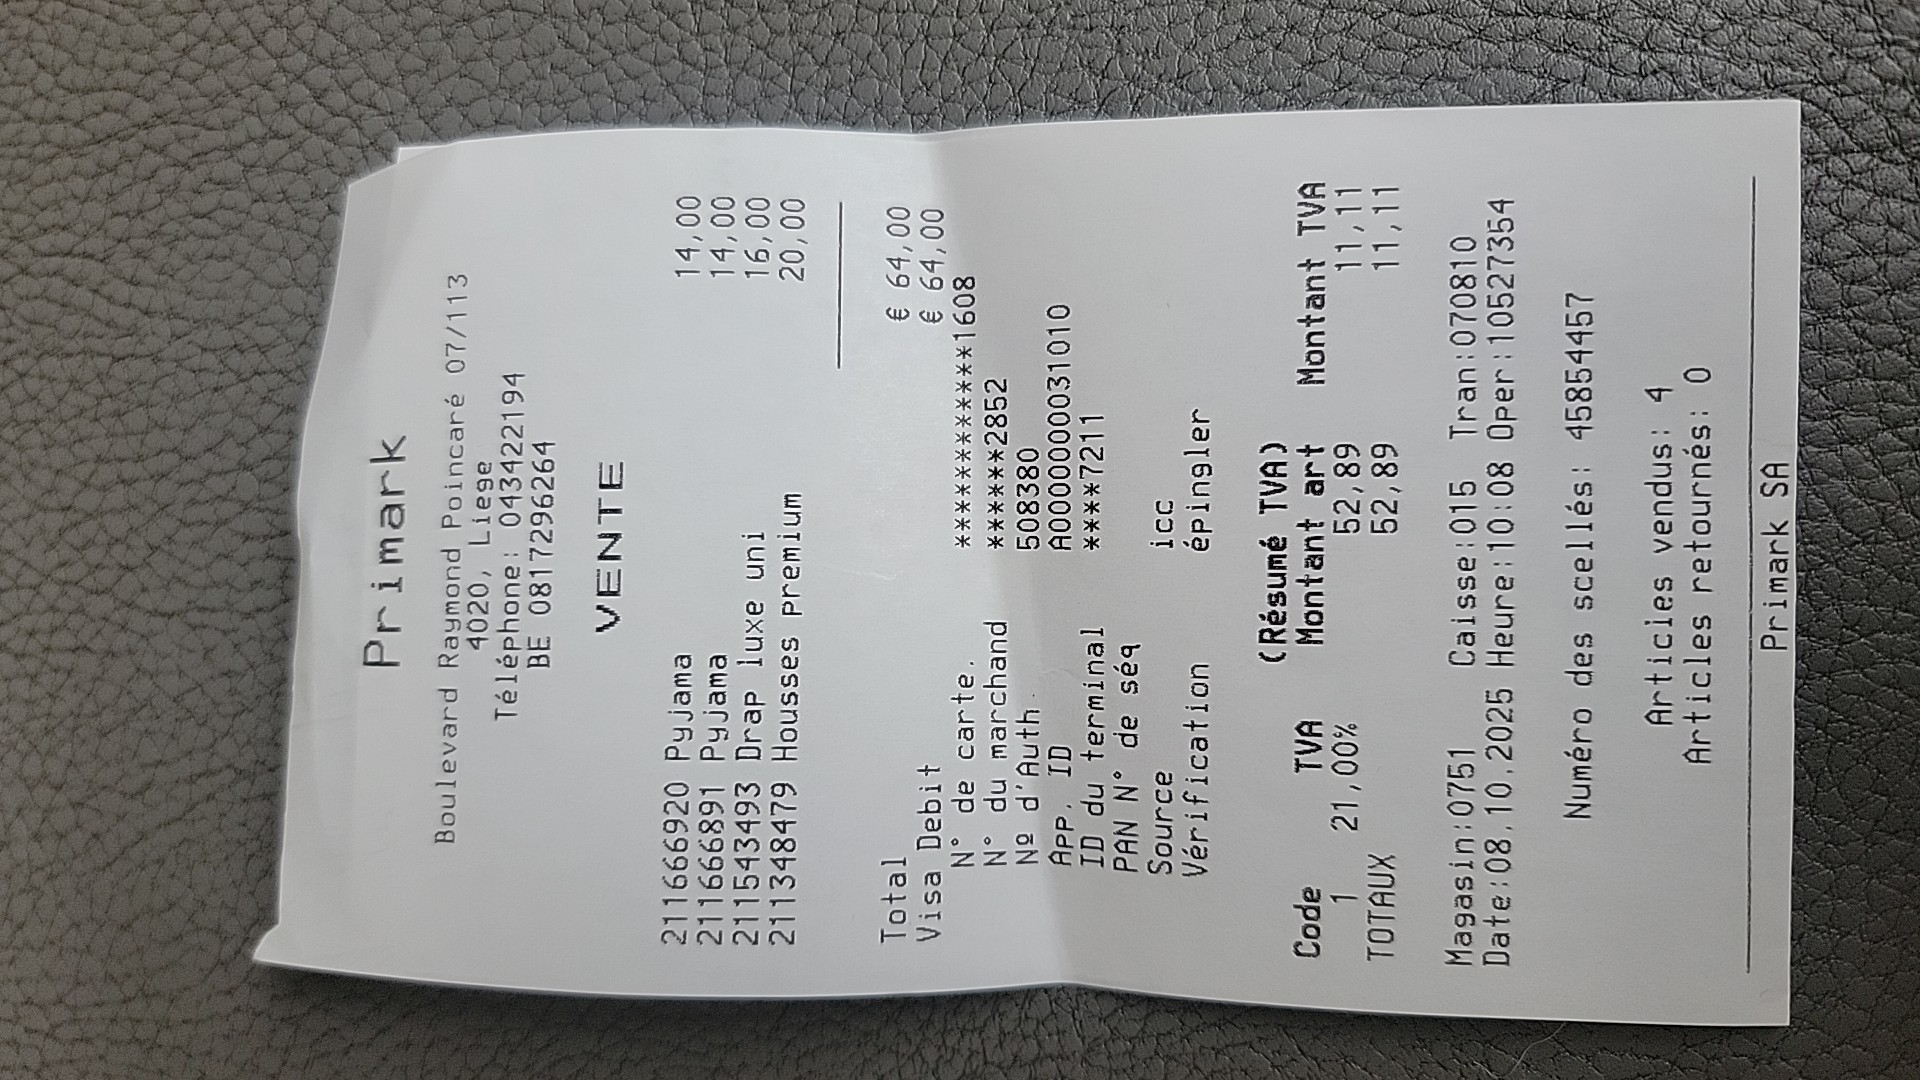 Primark
Boulevard Raymond Poincaré 07/113
4020, Liege
Téléphone: 043422194
BE 0817296264
VENTE
211666920 Pyjama 14,00
211666891 Pyjama 14,00
211543493 Drap luxe uni 16,00
211348479 Housses premium 20,00
Total € 64,00
Visa Debit € 64,00
N° de carte. ************1608
N° du marchand ******2852
Nº d'Auth. 508380
App. ID A0000000031010
ID du terminal ****7211
PAN N° de séq
Source icc
Vérification épingler
(Résumé TVA)
Code TVA Montant art Montant TVA
1 21,00% 52,89 11,11
TOTAUX 52,89 11,11
Magasin:0751 Caisse:015 Tran:070810
Date:08.10.2025 Heure:10:08 Oper:10527354
Numéro des scellés: 45854457
Articles vendus: 4
Articles retournés: 0
Primark SA